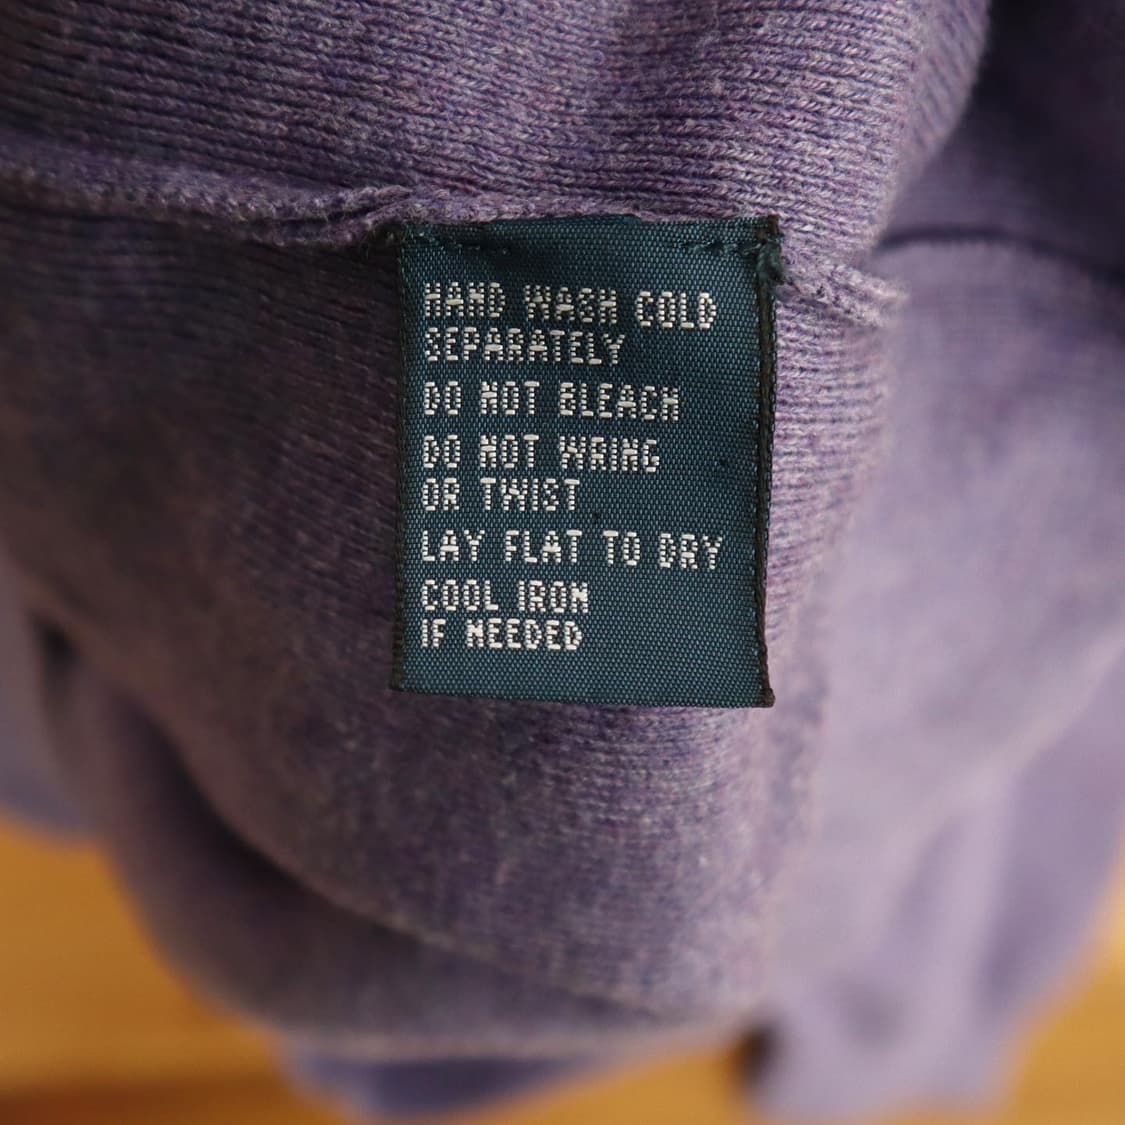 HAND WASH COLD
SEPARATELY
DO NOT BLEACH
DO NOT WRING
OR TWIST
LAY FLAT TO DRY
COOL IRON
IF NEEDED